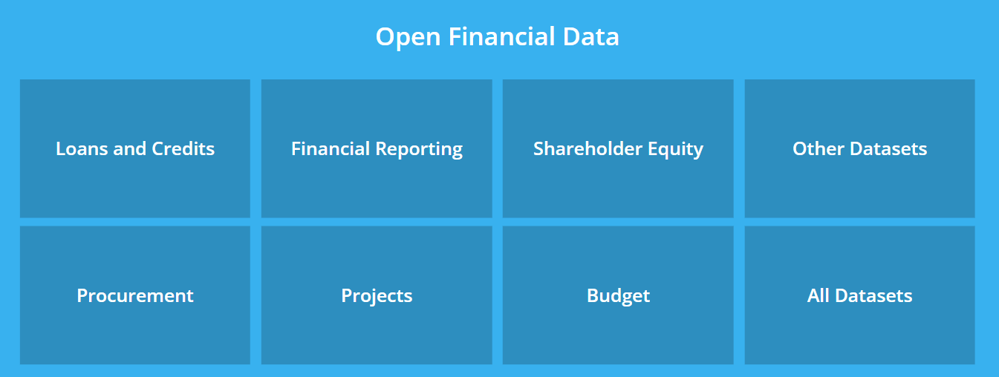 Open Financial Data
Loans and Credits
Financial Reporting
Shareholder Equity
Other Datasets
Procurement
Projects
Budget
All Datasets